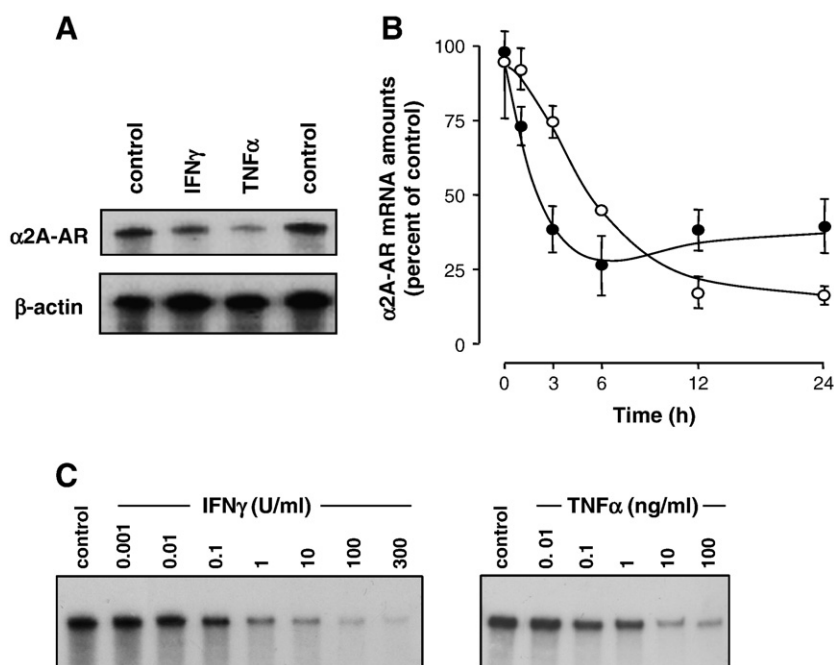 A
control
IFNγ
TNFα
control
α2A-AR
β-actin
B
α2A-AR mRNA amounts
(percent of control)
100
75
50
25
0
0 3 6 12 24
Time (h)
C
IFNγ (U/ml)
control
0.001
0.01
0.1
1
10
100
300
TNFα (ng/ml)
control
0. 01
0.1
1
10
100